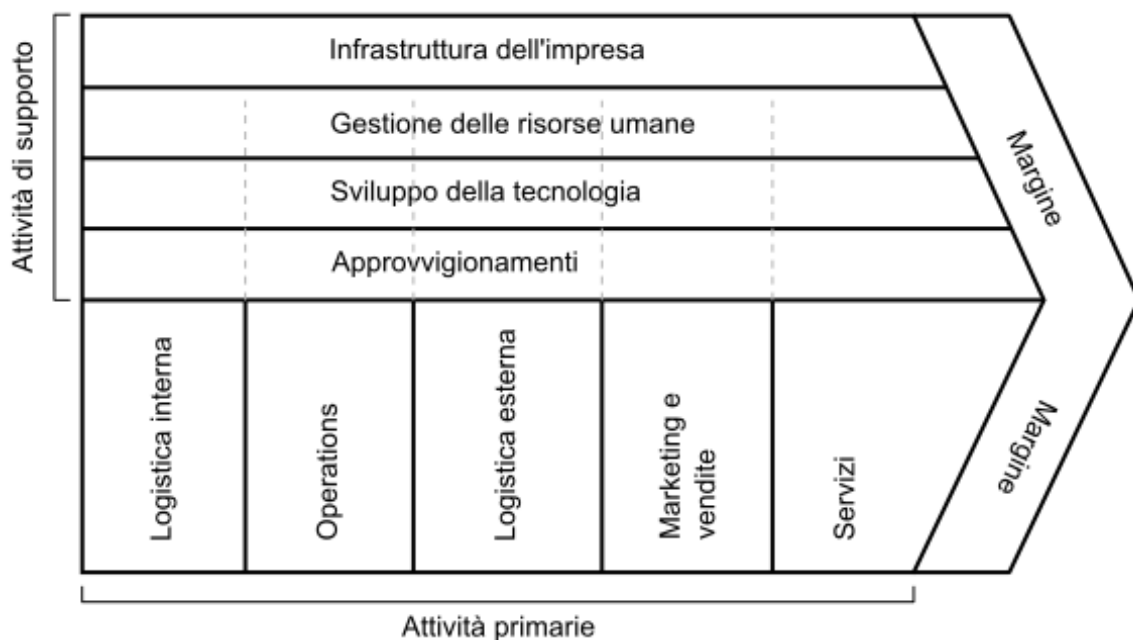 Attività di supporto
Infrastruttura dell'impresa
Gestione delle risorse umane
Sviluppo della tecnologia
Approvvigionamenti
Margine
Logistica interna
Operations
Logistica esterna
Marketing e
vendite
Servizi
Margine
Attività primarie